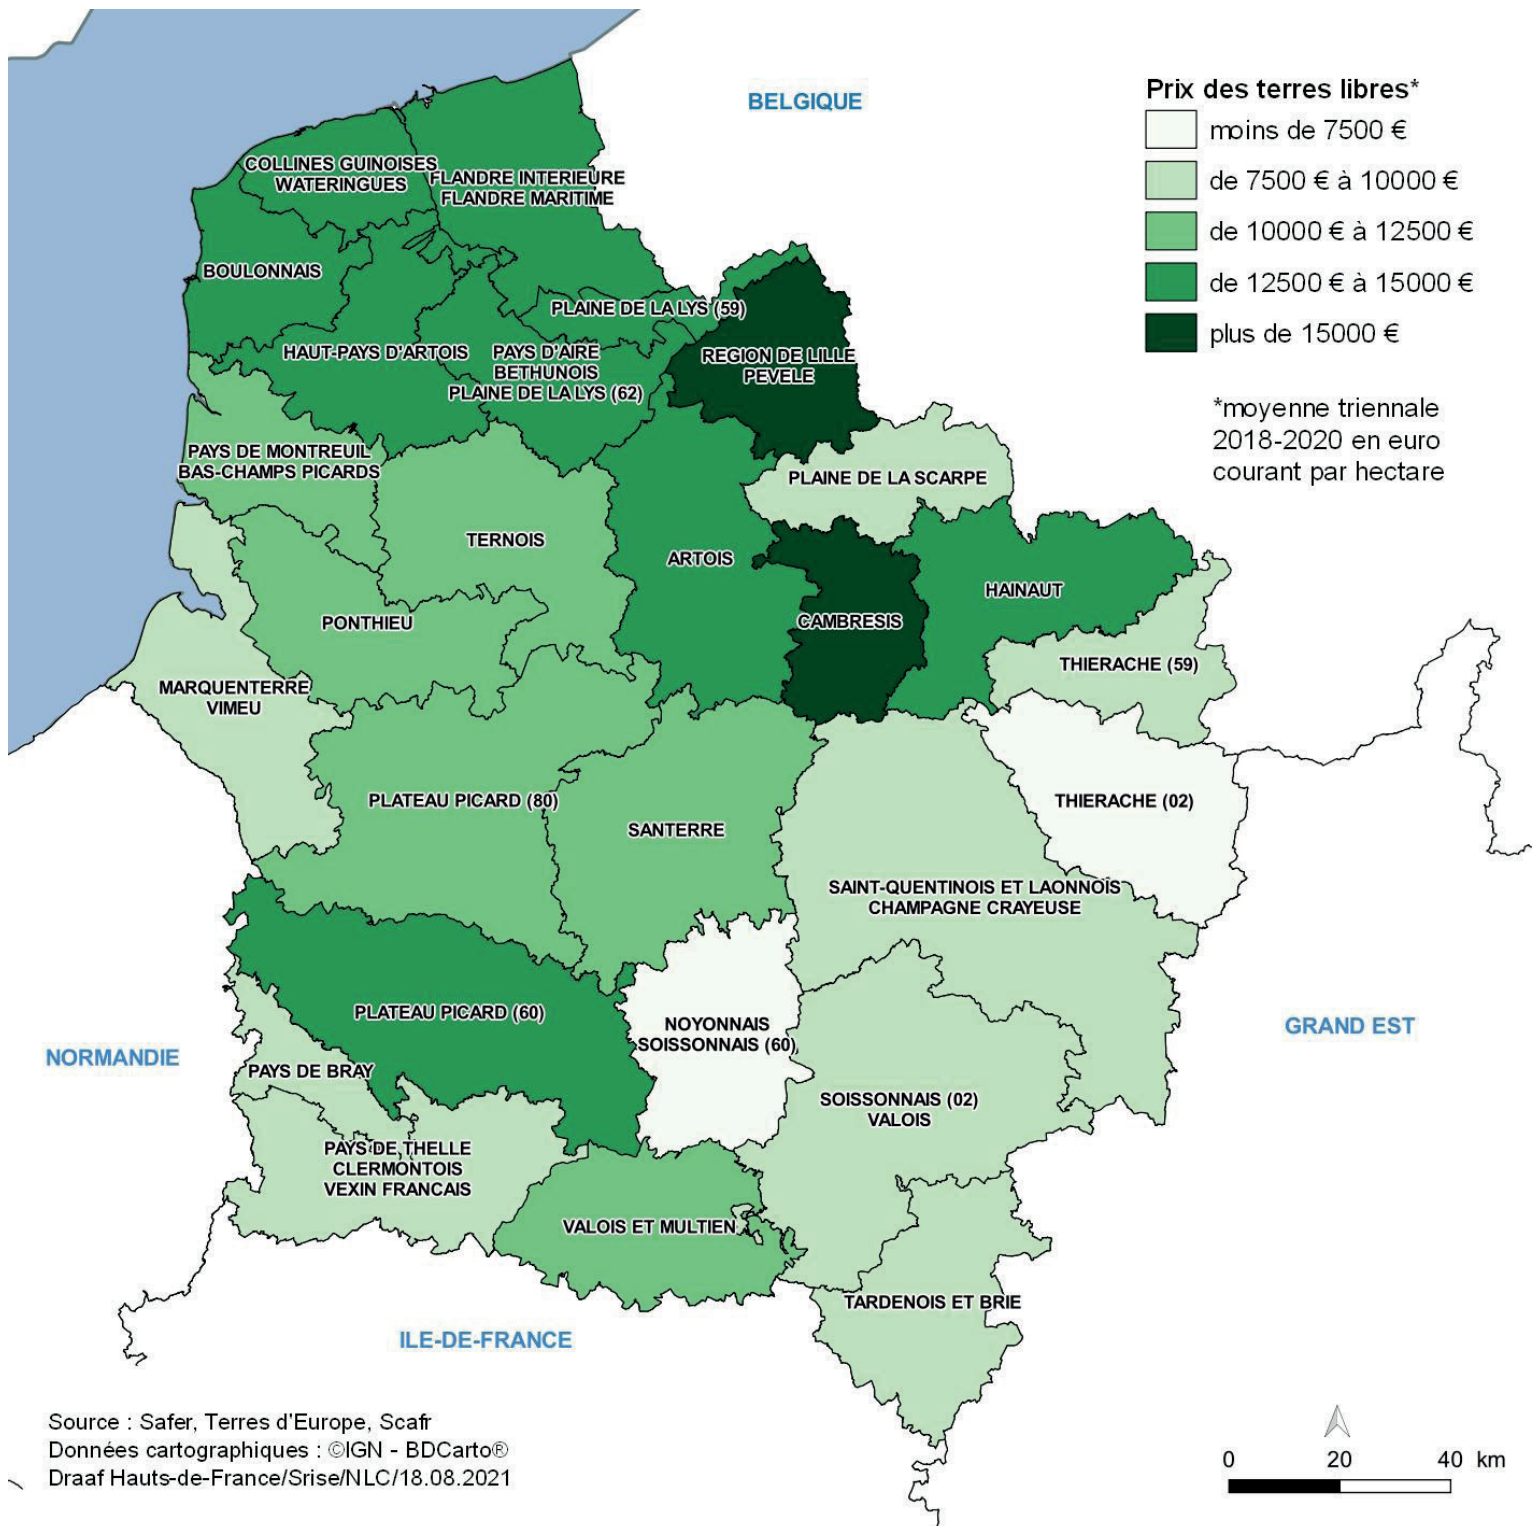 BELGIQUE
Prix des terres libres*
moins de 7500 €
de 7500 € à 10000 €
de 10000 € à 12500 €
de 12500 € à 15000 €
plus de 15000 €
*moyenne triennale
2018-2020 en euro
courant par hectare
COLLINES GUINOISES
WATERINGUES
FLANDRE INTERIEURE
FLANDRE MARITIME
BOULONNAIS
PLAINE DE LA LYS (59)
HAUT-PAYS D'ARTOIS
PAYS D'AIRE
BETHUNOIS
PLAINE DE LA LYS (62)
REGION DE LILLE
PEVELE
PAYS DE MONTREUIL
BAS-CHAMPS PICARDS
PLAINE DE LA SCARPE
TERNOIS
ARTOIS
HAINAUT
PONTHIEU
CAMBRESIS
THIERACHE (59)
MARQUENTERRE
VIMEU
PLATEAU PICARD (80)
SANTERRE
THIERACHE (02)
SAINT-QUENTINOIS ET LAONNOIS
CHAMPAGNE CRAYEUSE
PLATEAU PICARD (60)
NOYONNAIS
SOISSONNAIS (60)
GRAND EST
NORMANDIE
PAYS DE BRAY
SOISSONNAIS (02)
VALOIS
PAYS DE THELLE
CLERMONTOIS
VEXIN FRANCAIS
VALOIS ET MULTIEN
TARDENOIS ET BRIE
ILE-DE-FRANCE
Source : Safer, Terres d'Europe, Scafr
Données cartographiques : ©IGN - BDCarto®
Draaf Hauts-de-France/Srise/NLC/18.08.2021
0 20 40 km